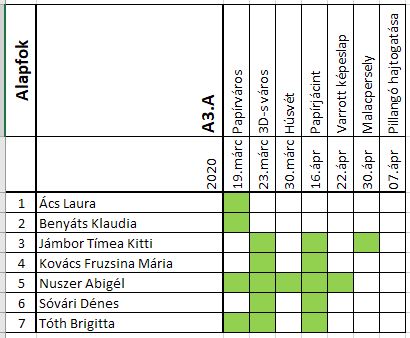 Alapfok
A3.A
2020
Papírváros
3D-s város
Húsvét
Papírjácint
Varrott képeslap
Malacpersely
Pillangó hajtogatása
19.márc
23.márc
30.márc
16.ápr
22.ápr
30.ápr
07.ápr
1 Ács Laura
2 Benyáts Klaudia
3 Jámbor Tímea Kitti
4 Kovács Fruzsina Mária
5 Nuszer Abigél
6 Sóvári Dénes
7 Tóth Brigitta